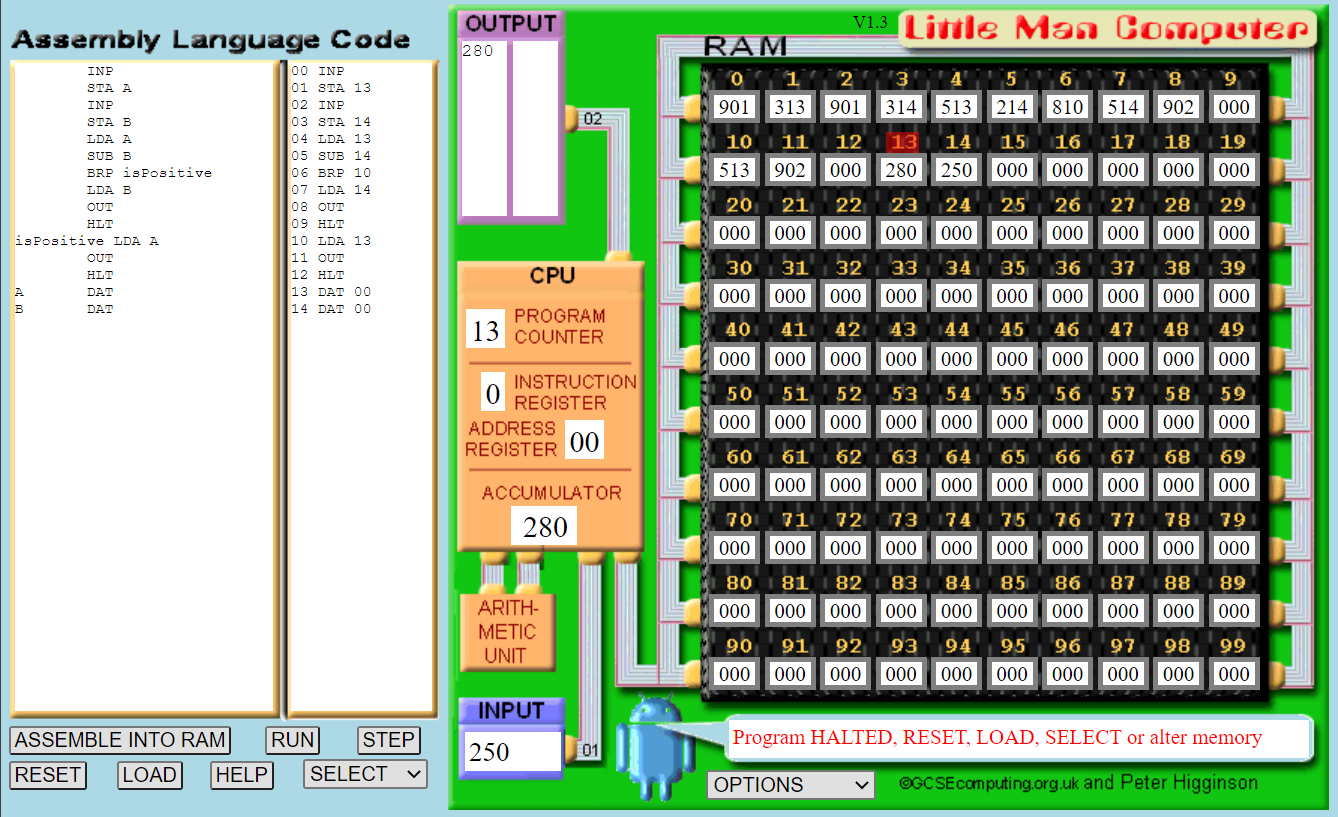 Assembly Language Code
INP
STA A
INP
STA B
LDA A
SUB B
BRP isPositive
LDA B
OUT
HLT
isPositive LDA A
OUT
HLT
A DAT
B DAT
00 INP
01 STA 13
02 INP
03 STA 14
04 LDA 13
05 SUB 14
06 BRP 10
07 LDA 14
08 OUT
09 HLT
10 LDA 13
11 OUT
12 HLT
13 DAT 00
14 DAT 00
ASSEMBLE INTO RAM RUN STEP
RESET LOAD HELP SELECT
OUTPUT
280
02
CPU
13 PROGRAM
COUNTER
0 INSTRUCTION
REGISTER
ADDRESS
REGISTER 00
ACCUMULATOR
280
ARITH-
METIC
UNIT
INPUT
250
01
V1.3
Little Man Computer
RAM
0 1 2 3 4 5 6 7 8 9
901 313 901 314 513 214 810 514 902 000
10 11 12 13 14 15 16 17 18 19
513 902 000 280 250 000 000 000 000 000
20 21 22 23 24 25 26 27 28 29
000 000 000 000 000 000 000 000 000 000
30 31 32 33 34 35 36 37 38 39
000 000 000 000 000 000 000 000 000 000
40 41 42 43 44 45 46 47 48 49
000 000 000 000 000 000 000 000 000 000
50 51 52 53 54 55 56 57 58 59
000 000 000 000 000 000 000 000 000 000
60 61 62 63 64 65 66 67 68 69
000 000 000 000 000 000 000 000 000 000
70 71 72 73 74 75 76 77 78 79
000 000 000 000 000 000 000 000 000 000
80 81 82 83 84 85 86 87 88 89
000 000 000 000 000 000 000 000 000 000
90 91 92 93 94 95 96 97 98 99
000 000 000 000 000 000 000 000 000 000
Program HALTED, RESET, LOAD, SELECT or alter memory
OPTIONS
©GCSEcomputing.org.uk and Peter Higginson